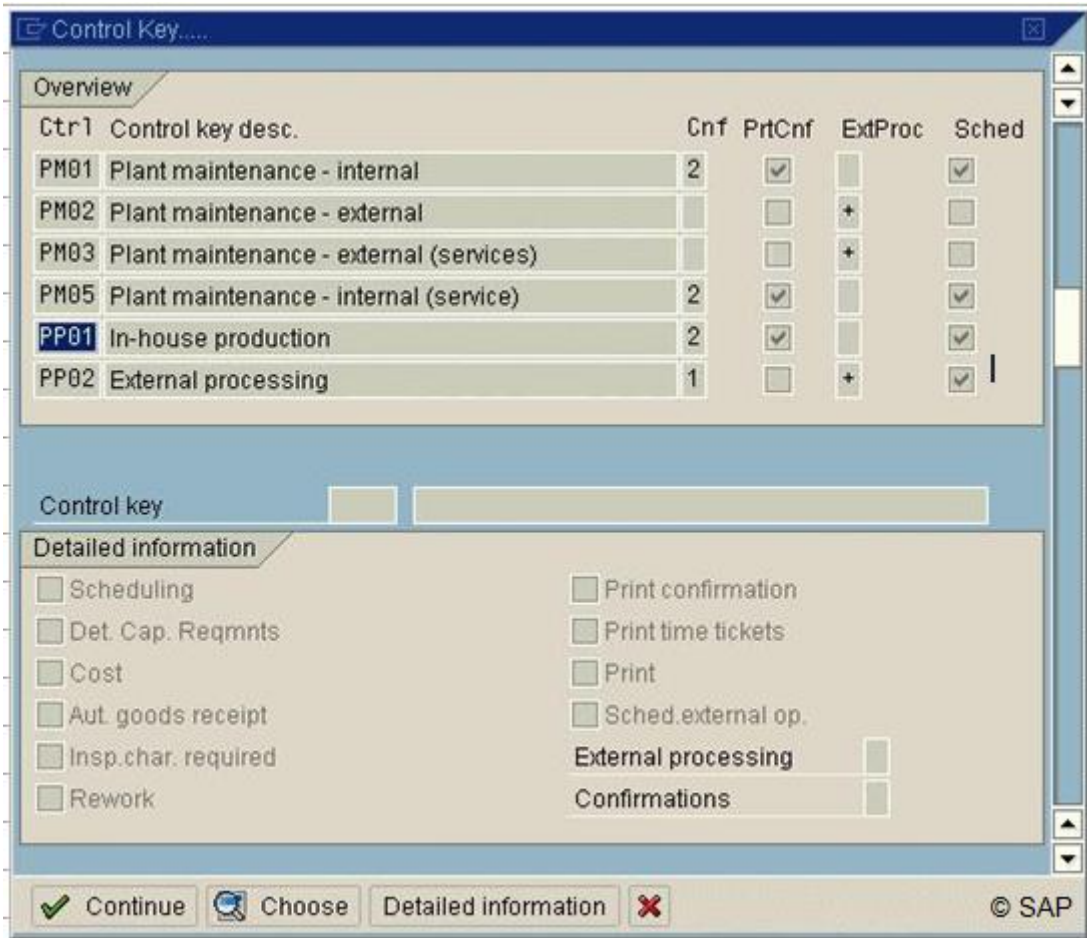 Control Key.....
Overview
Ctrl Control key desc. Cnf PrtCnf ExtProc Sched
PM01 Plant maintenance - internal 2
PM02 Plant maintenance - external +
PM03 Plant maintenance - external (services) +
PM05 Plant maintenance - internal (service) 2
PP01 In-house production 2
PP02 External processing 1 +
Control key
Detailed information
Scheduling Print confirmation
Det. Cap. Reqmnts Print time tickets
Cost Print
Aut. goods receipt Sched.external op.
Insp.char. required External processing
Rework Confirmations
Continue Choose Detailed information © SAP